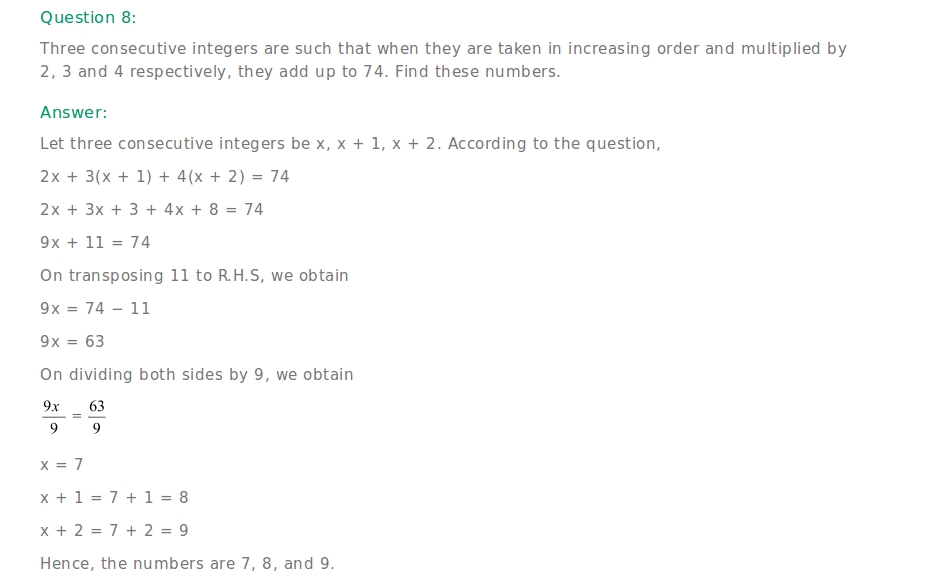 Question 8:
Three consecutive integers are such that when they are taken in increasing order and multiplied by
2, 3 and 4 respectively, they add up to 74. Find these numbers.
Answer:
Let three consecutive integers be x, x + 1, x + 2. According to the question,
2x + 3(x + 1) + 4(x + 2) = 74
2x + 3x + 3 + 4x + 8 = 74
9x + 11 = 74
On transposing 11 to R.H.S, we obtain
9x = 74 − 11
9x = 63
On dividing both sides by 9, we obtain
9x/9 = 63/9
x = 7
x + 1 = 7 + 1 = 8
x + 2 = 7 + 2 = 9
Hence, the numbers are 7, 8, and 9.